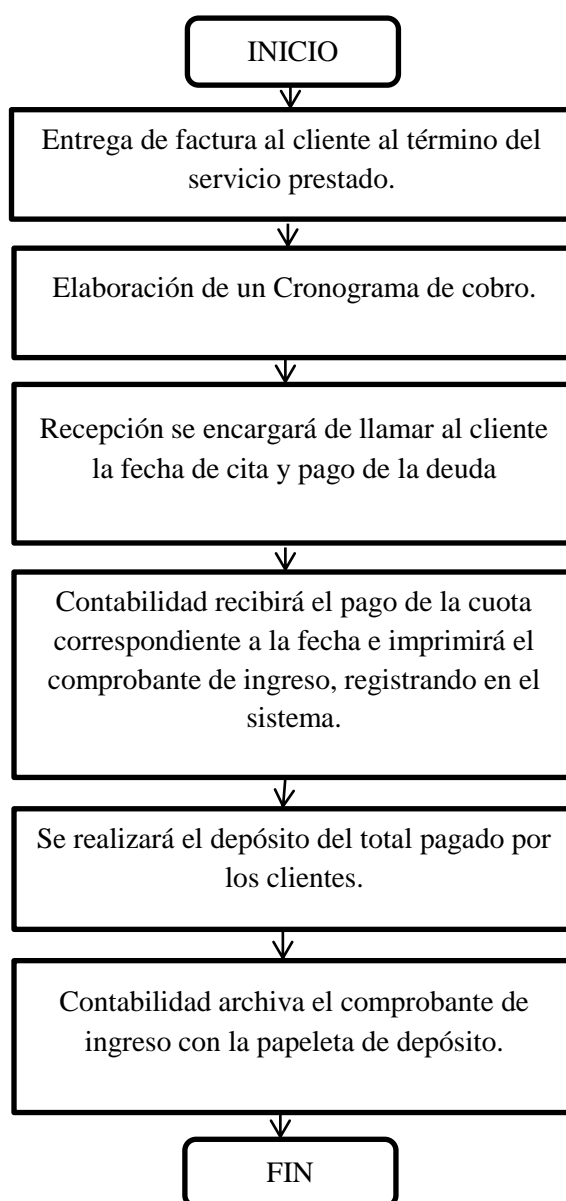 INICIO
Entrega de factura al cliente al término del
servicio prestado.
Elaboración de un Cronograma de cobro.
Recepción se encargará de llamar al cliente
la fecha de cita y pago de la deuda
Contabilidad recibirá el pago de la cuota
correspondiente a la fecha e imprimirá el
comprobante de ingreso, registrando en el
sistema.
Se realizará el depósito del total pagado por
los clientes.
Contabilidad archiva el comprobante de
ingreso con la papeleta de depósito.
FIN